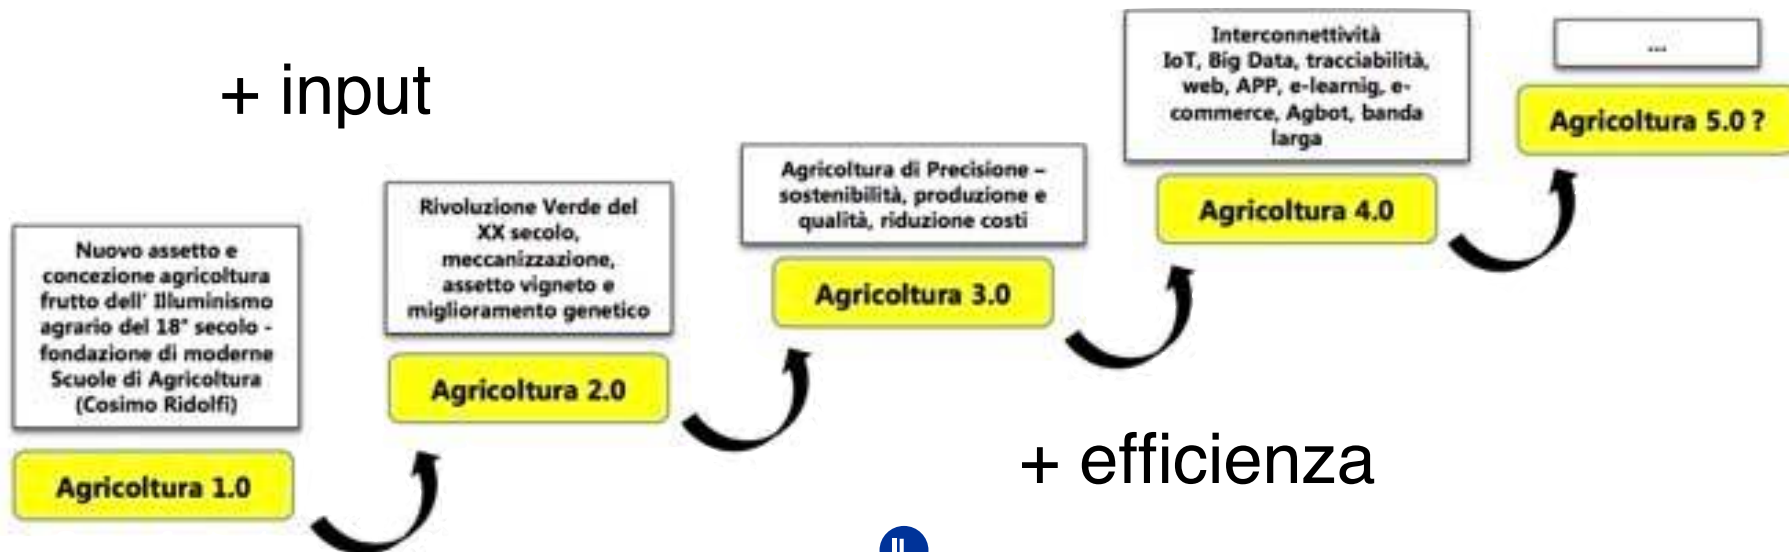 + input
Nuovo assetto e
concezione agricoltura
frutto dell' Illuminismo
agrario del 18° secolo -
fondazione di moderne
Scuole di Agricoltura
(Cosimo Ridolfi)
Agricoltura 1.0
Rivoluzione Verde del
XX secolo,
meccanizzazione,
assetto vigneto e
miglioramento genetico
Agricoltura 2.0
Agricoltura di Precisione –
sostenibilità, produzione e
qualità, riduzione costi
Agricoltura 3.0
Interconnettività
IoT, Big Data, tracciabilità,
web, APP, e-learnig, e-
commerce, Agbot, banda
larga
Agricoltura 4.0
...
Agricoltura 5.0 ?
+ efficienza